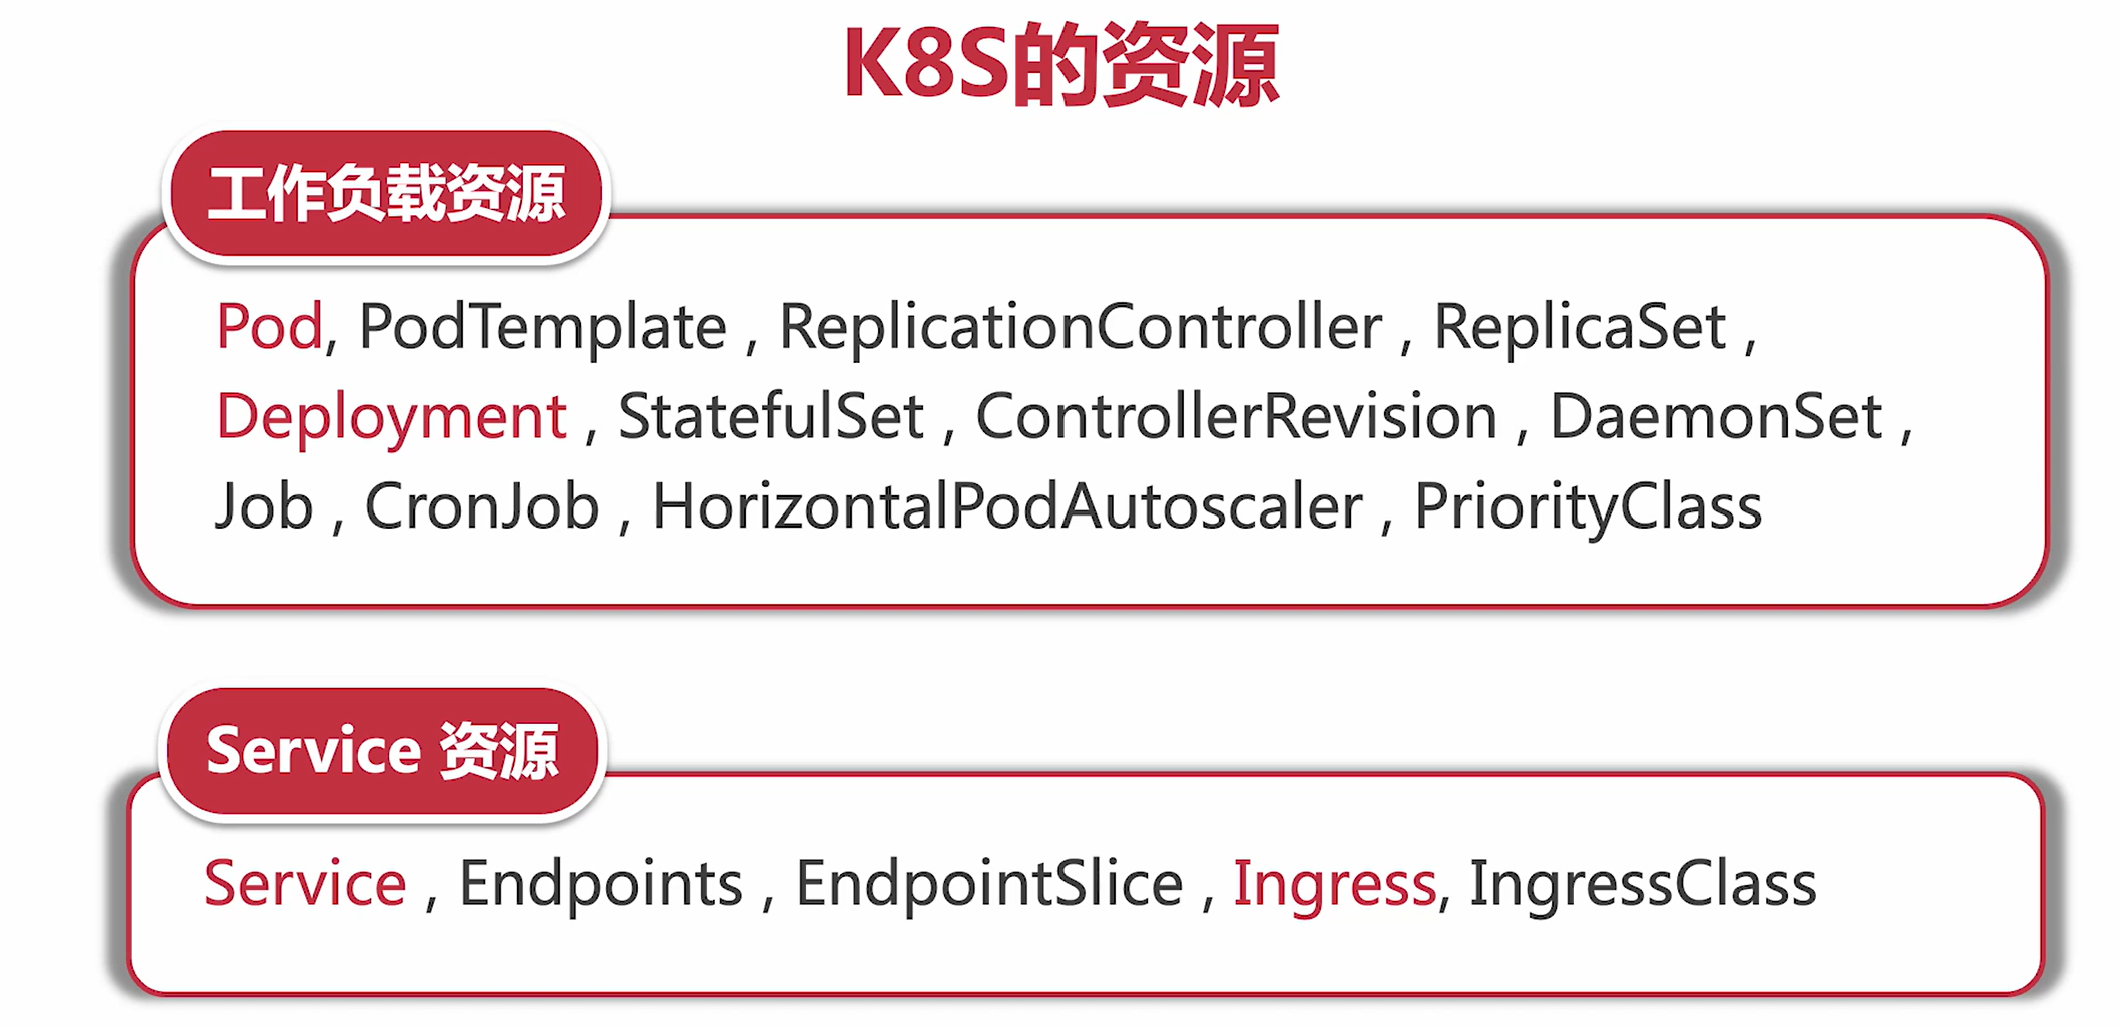 K8S的资源
工作负载资源
Pod, PodTemplate , ReplicationController , ReplicaSet ,
Deployment , StatefulSet , ControllerRevision , DaemonSet ,
Job , CronJob , HorizontalPodAutoscaler , PriorityClass
Service 资源
Service , Endpoints , EndpointSlice , Ingress, IngressClass